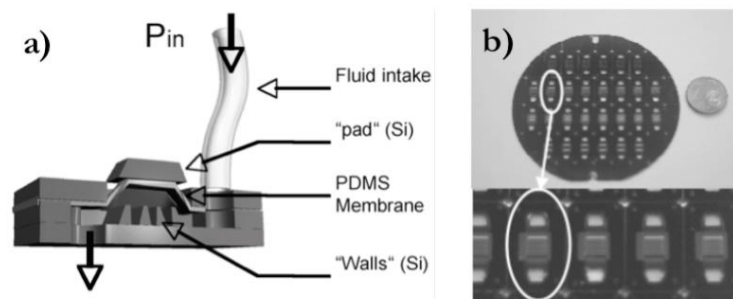 a)
Pin
Fluid intake
"pad" (Si)
PDMS
Membrane
"Walls" (Si)
b)